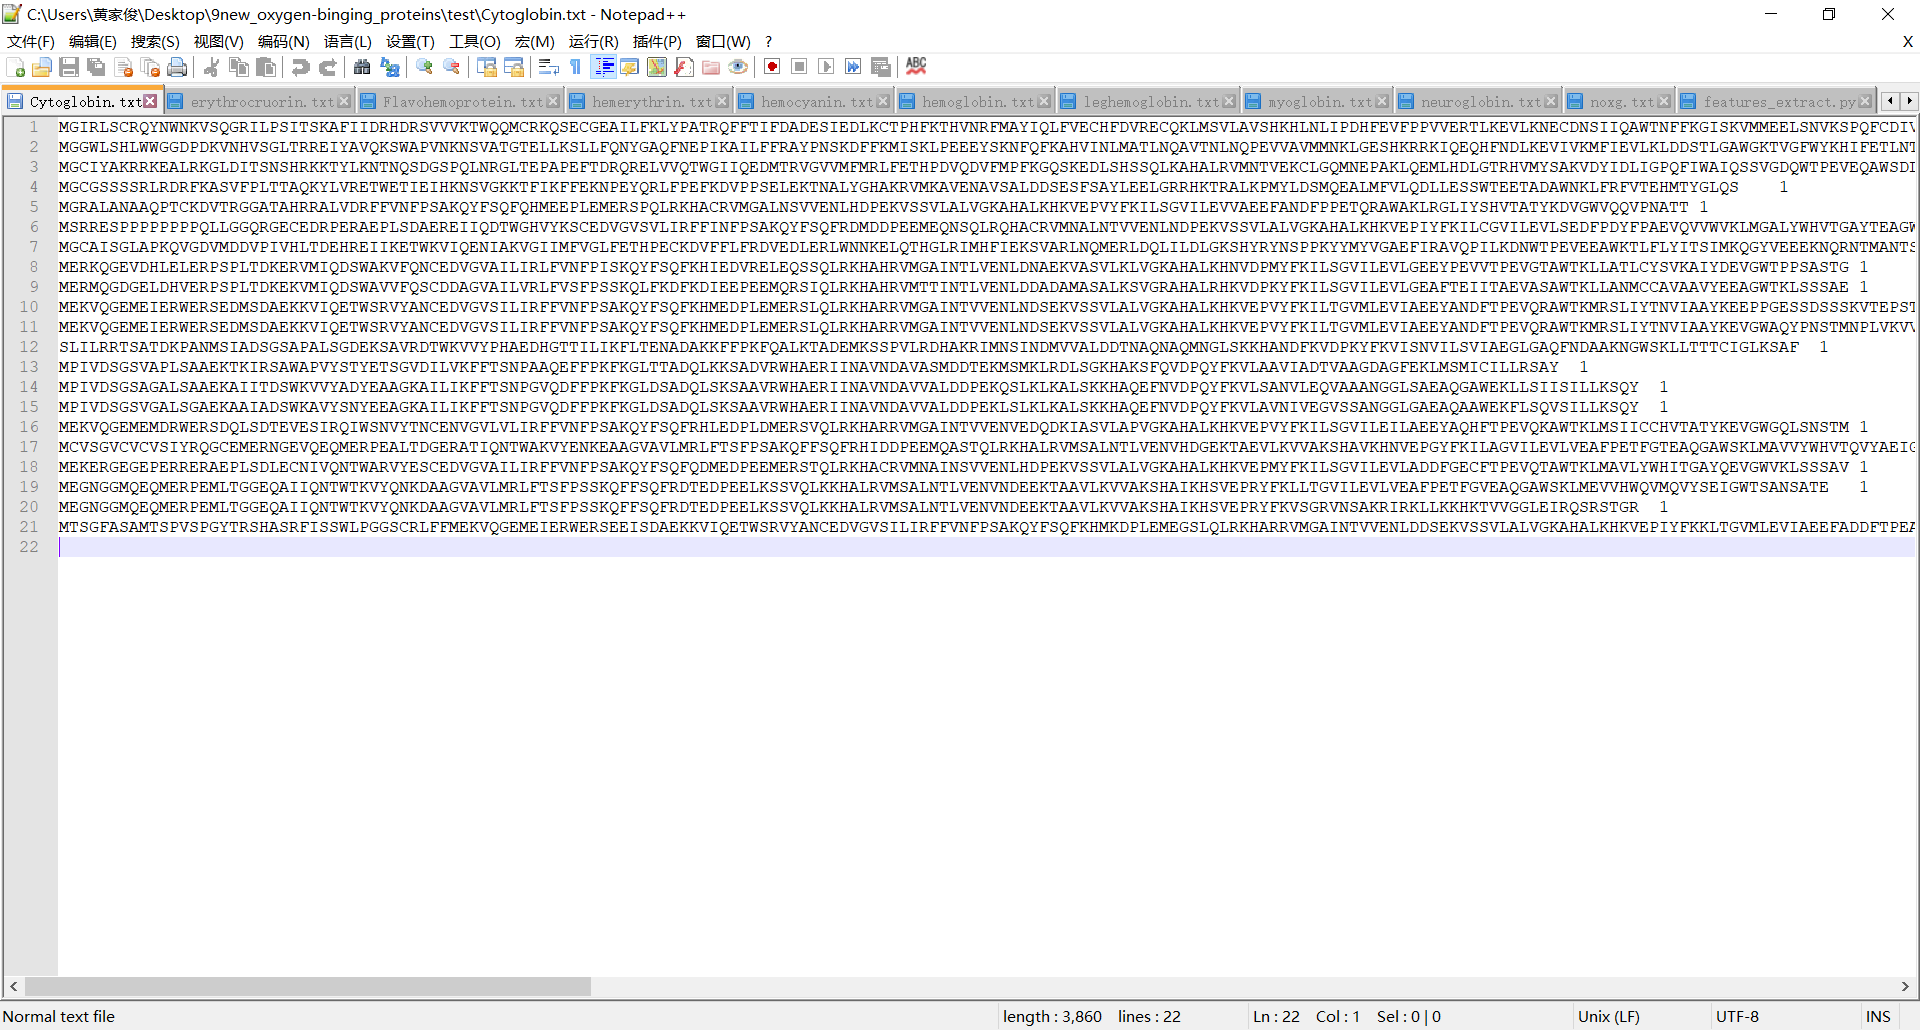 C:\Users\黄家俊\Desktop\9new_oxygen-binging_proteins\test\Cytoglobin.txt - Notepad++
文件(F) 编辑(E) 搜索(S) 视图(V) 编码(N) 语言(L) 设置(T) 工具(O) 宏(M) 运行(R) 插件(P) 窗口(W) ? X
ABC
Cytoglobin.txt erythrocruorin.txt Flavohemoprotein.txt hemerythrin.txt hemocyanin.txt hemoglobin.txt leghemoglobin.txt myoglobin.txt neuroglobin.txt noxg.txt features_extract.py
1 MGIRLSCRQYNWNKVSQGRILPSITSKAFIIDRHDRSVVVKTWQQMCRKQSECGEAILFKLYPATRQFFTIFDADESIEDLKCTPHFKTHVNRFMAYIQLFVECHFDVRECQKLMSVLAVSHKHLNLIPDHFEVFPPVVERTLKEVLKNECDNSIIQAWTNFFKGISKVMMEELSNVKSPQFCDIV
2 MGGWLSHLWWGGDPDKVNHVSGLTRREIYAVQKSWAPVNKNSVATGTELLKSLLFQNYGAQFNEPIKAILFFRAYPNSKDFFKMISKLPEEEYSKNFQFKAHVINLMATLNQAVTNLNQPEVVAVMMNKLGESHKRRKIQEQHFNDLKEVIVKMFIEVLKLDDSTLGAWGKTVGFWYKHIFETLNT
3 MGCIYAKRRKEALRKGLDITSNSHRKKTYLKNTNQSDGSPQLNRGLTEPAPEFTDRQRELVVQTWGIIQEDMTRVGVVMFMRLFETHPDVQDVFMPFKGQSKEDLSHSSQLKAHALRVMNTVEKCLGQMNEPAKLQEMLHDLGTRHVMYSAKVDYIDLIGPQFIWAIQSSVGDQWTPEVEQAWSDL
4 MGCGSSSSRLRDRFKASVFPLTTAQKYLVRETWETIEIHKNSVGKKTFIKFFEKNPEYQRLFPEFKDVPPSELEKTNALYGHAKRVMKAVENAVSALDDSESFSAYLEELGRRHKTRALKPMYLDSMQEALMFVLQDLLESSWTEETADAWNKLFRFVTEHMTYGLQS 1
5 MGRALANAAQPTCKDVTRGGATAHRRALVDRFFVNFPSAKQYFSQFQHMEEPLEMERSPQLRKHACRVMGALNSVVENLHDPEKVSSVLALVGKAHALKHKVEPVYFKILSGVILEVVAEEFANDFPPETQRAWAKLRGLIYSHVTATYKDVGWVQQVPNATT 1
6 MSRRESPPPPPPPPQLLGGQRGECEDRPERAEPLSDAEREIIQDTWGHVYKSCEDVGVSVLIRFFINFPSAKQYFSQFRDMDDPEEMEQNSQLRQHACRVMNALNTVVENLNDPEKVSSVLALVGKAHALKHKVEPIYFKILCGVILEVLSEDFPDYFPAEVQVVWVKLMGALYWHVTGAYTEAGW
7 MGCAISGLAPKQVGDVMDDVPIVHLTDEHREIIKETWKVIQENIAKVGIIMFVGLFETHPECKDVFFLFRDVEDLERLWNNKELQTHGLRIMHFIEKSVARLNQMERLDQLILDLGKSHYRYNSPPKYYMYVGAEFIRAVQPILKDNWTPEVEEAWKTLFLYITSIMKQGYVEEEKNQRNTMANTS
8 MERKQGEVDHLELERPSPLTDKERVMIQDSWAKVFQNCEDVGVAILIRLFVNFPISKQYFSQFKHIEDVRELEQSSQLRKHAHRVMGAINTLVENLDNAEKVASVLKLVGKAHALKHNVDPMYFKILSGVILEVLGEEYPEVVTPEVGTAWTKLLATLCYSVKAIYDEVGWTPPSASTG 1
9 MERMQGDGELDHVERPSPLTDKEKVMIQDSWAVVFQSCDDAGVAILVRLFVSFPSSKQLFKDFKDIEEPEEMQRSIQLRKHAHRVMTTINTLVENLDDADAMASALKSVGRAHALRHKVDPKYFKILSGVILEVLGEAFTEIITAEVASAWTKLLANMCCAVAAVYEEAGWTKLSSSAE 1
10 MEKVQGEMEIERWERSEDMSDAEKKVIQETWSRVYANCEDVGVSILIRFFVNFPSAKQYFSQFKHMEDPLEMERSLQLRKHARRVMGAINTVVENLNDSEKVSSVLALVGKAHALKHKVEPVYFKILTGVMLEVIAEEYANDFTPEVQRAWTKMRSLIYTNVIAAYKEEPPGESSDSSSKVTEPST
11 MEKVQGEMEIERWERSEDMSDAEKKVIQETWSRVYANCEDVGVSILIRFFVNFPSAKQYFSQFKHMEDPLEMERSLQLRKHARRVMGAINTVVENLNDSEKVSSVLALVGKAHALKHKVEPVYFKILTGVMLEVIAEEYANDFTPEVQRAWTKMRSLIYTNVIAAYKEVGWAQYPNSTMNPLVKVV
12 SLILRRTSATDKPANMSIADSGSAPALSGDEKSAVRDTWKVVYPHAEDHGTTILIKFLTENADAKKFFPKFQALKTADEMKSSPVLRDHAKRIMNSINDMVVALDDTNAQNAQMNGLSKKHANDFKVDPKYFKVISNVILSVIAEGLGAQFNDAAKNGWSKLLTTTCIGLKSAF 1
13 MPIVDSGSVAPLSAAEKTKIRSAWAPVYSTYETSGVDILVKFFTSNPAAQEFFPKFKGLTTADQLKKSADVRWHAERIINAVNDAVASMDDTEKMSMKLRDLSGKHAKSFQVDPQYFKVLAAVIADTVAAGDAGFEKLMSMICILLRSAY 1
14 MPIVDSGSAGALSAAEKAIITDSWKVVYADYEAAGKAILIKFFTSNPGVQDFFPKFKGLDSADQLSKSAAVRWHAERIINAVNDAVVALDDPEKQSLKLKALSKKHAQEFNVDPQYFKVLSANVLEQVAAANGGLSAEAQGAWEKLLSIISILLKSQY 1
15 MPIVDSGSVGALSGAEKAAIADSWKAVYSNYEEAGKAILIKFFTSNPGVQDFFPKFKGLDSADQLSKSAAVRWHAERIINAVNDAVVALDDPEKLSLKLKALSKKHAQEFNVDPQYFKVLAVNIVEGVSSANGGLGAEAQAAWEKFLSQVSILLKSQY 1
16 MEKVQGEMEMDRWERSDQLSDTEVESIRQIWSNVYTNCENVGVLVLIRFFVNFPSAKQYFSQFRHLEDPLDMERSVQLRKHARRVMGAINTVVENVEDQDKIASVLAPVGKAHALKHKVEPVYFKILSGVILEILAEEYAQHFTPEVQKAWTKLMSIICCHVTATYKEVGWGQLSNSTM 1
17 MCVSGVCVCVSIYRQGCEMERNGEVQEQMERPEALTDGERATIQNTWAKVYENKEAAGVAVLMRLFTSFPSAKQFFSQFRHIDDPEEMQASTQLRKHALRVMSALNTLVENVHDGEKTAEVLKVVAKSHAVKHNVEPGYFKILAGVILEVLVEAFPETFGTEAQGAWSKLMAVVYWHVTQVYAEIG
18 MEKERGEGEPERRERAEPLSDLECNIVQNTWARVYESCEDVGVAILIRFFVNFPSAKQYFSQFQDMEDPEEMERSTQLRKHACRVMNAINSVVENLHDPEKVSSVLALVGKAHALKHKVEPMYFKILSGVILEVLADDFGECFTPEVQTAWTKLMAVLYWHITGAYQEVGWVKLSSSAV 1
19 MEGNGGMQEQMERPEMLTGGEQAIIQNTWTKVYQNKDAAGVAVLMRLFTSFPSSKQFFSQFRDTEDPEELKSSVQLKKHALRVMSALNTLVENVNDEEKTAAVLKVVAKSHAIKHSVEPRYFKLLTGVILEVLVEAFPETFGVEAQGAWSKLMEVVHWQVMQVYSEIGWTSANSATE 1
20 MEGNGGMQEQMERPEMLTGGEQAIIQNTWTKVYQNKDAAGVAVLMRLFTSFPSSKQFFSQFRDTEDPEELKSSVQLKKHALRVMSALNTLVENVNDEEKTAAVLKVVAKSHAIKHSVEPRYFKVSGRVNSAKRIRKLLKKHKTVVGGLEIRQSRSTGR 1
21 MTSGFASAMTSPVSPGYTRSHASRFISSWLPGGSCRLFFMEKVQGEMEIERWERSEEISDAEKKVIQETWSRVYANCEDVGVSILIRFFVNFPSAKQYFSQFKHMKDPLEMEGSLQLRKHARRVMGAINTVVENLDDSEKVSSVLALVGKAHALKHKVEPIYFKKLTGVMLEVIAEEFADDFTPEA
22
Normal text file length : 3,860 lines : 22 Ln : 22 Col : 1 Sel : 0 | 0 Unix (LF) UTF-8 INS